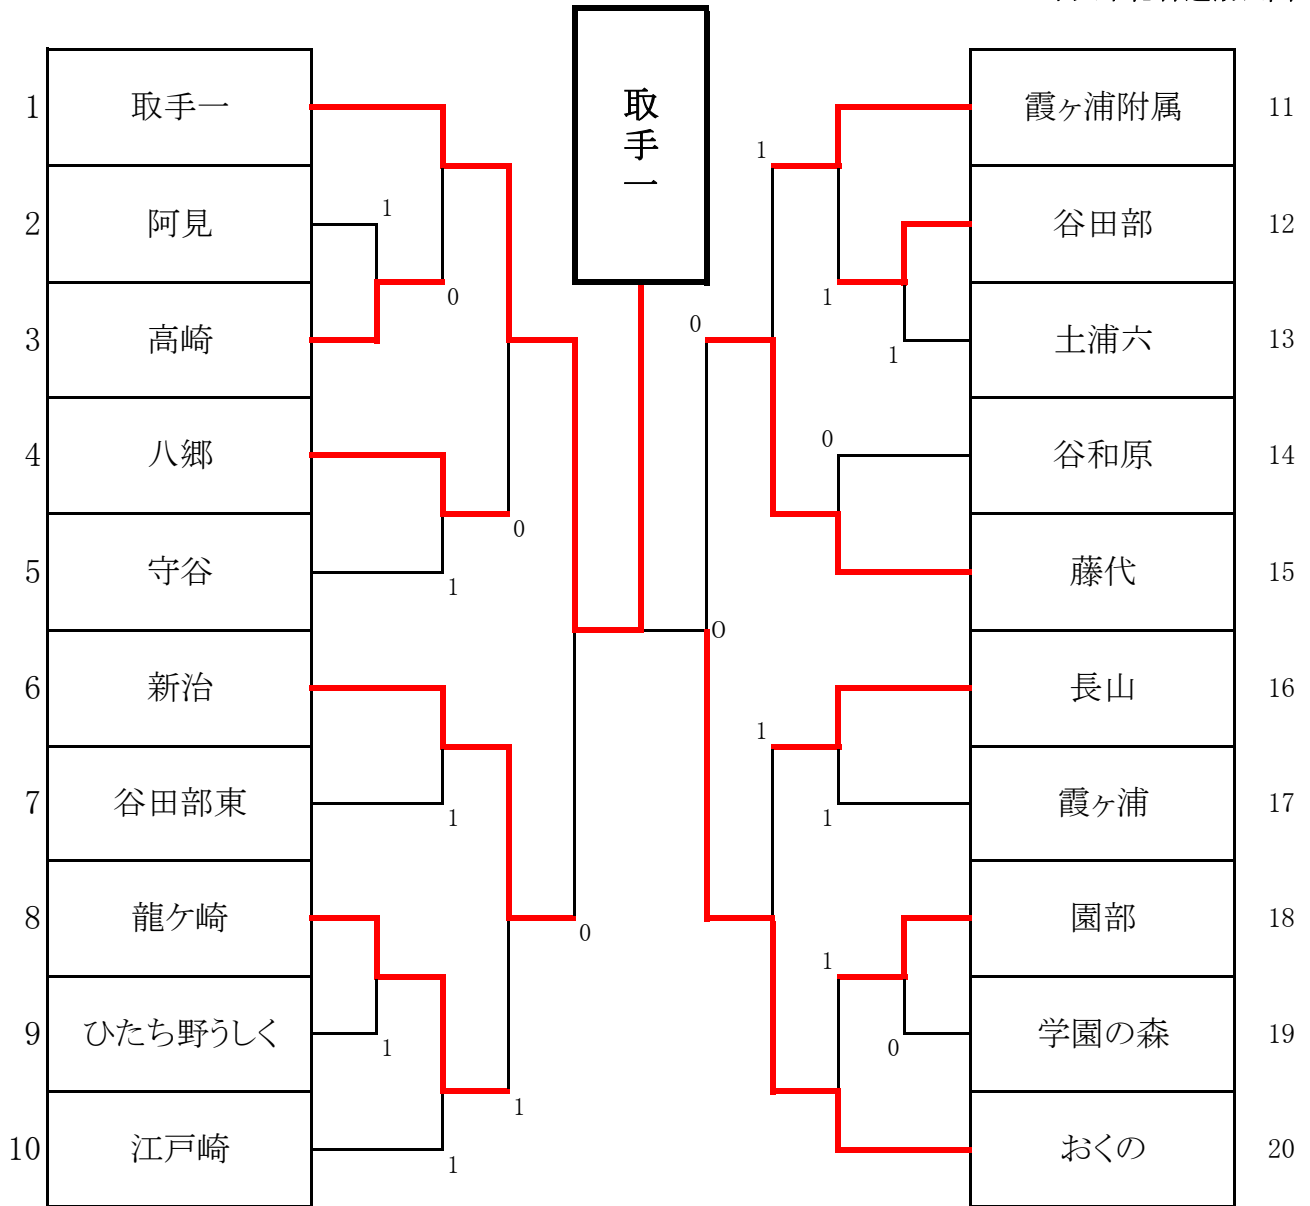 取手一
1 取手一
2 阿見
3 高崎
4 八郷
5 守谷
6 新治
7 谷田部東
8 龍ケ崎
9 ひたち野うしく
10 江戸崎
1
0
0
1
1
0
1
1
1
霞ヶ浦附属 11
谷田部 12
土浦六 13
谷和原 14
藤代 15
長山 16
霞ヶ浦 17
園部 18
学園の森 19
おくの 20
1
0
1
1
0
0
1
1
1
0